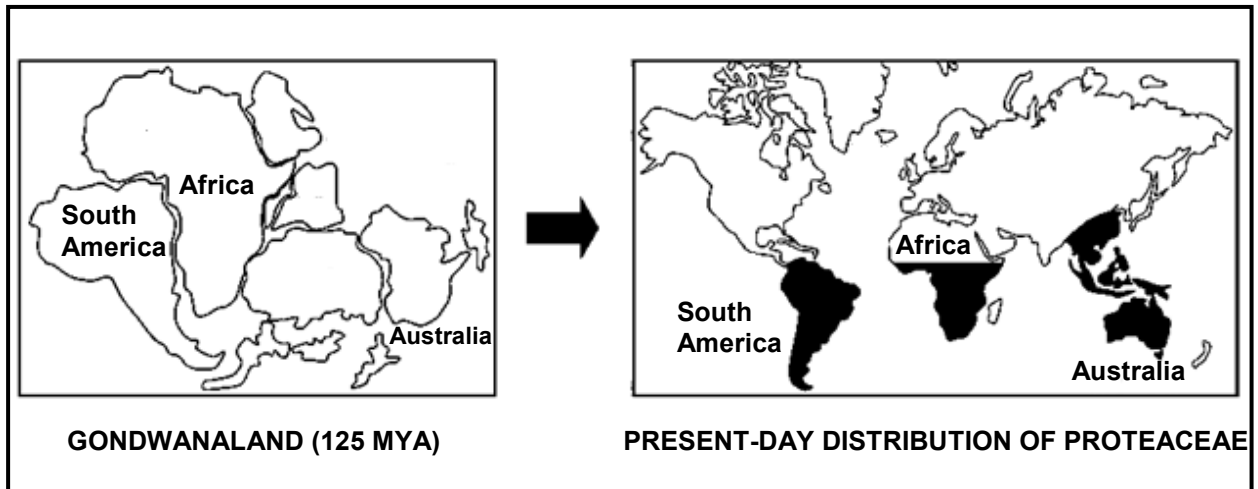 Africa
South
America
Australia
GONDWANALAND (125 MYA)
Africa
South
America
Australia
PRESENT-DAY DISTRIBUTION OF PROTEACEAE